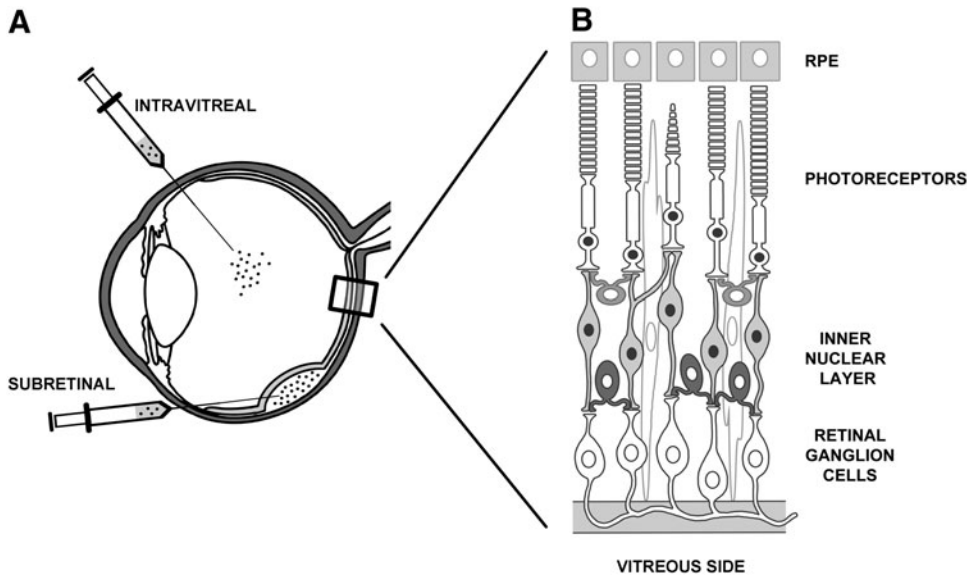 A
INTRAVITREAL
SUBRETINAL
B
RPE
PHOTORECEPTORS
INNER
NUCLEAR
LAYER
RETINAL
GANGLION
CELLS
VITREOUS SIDE